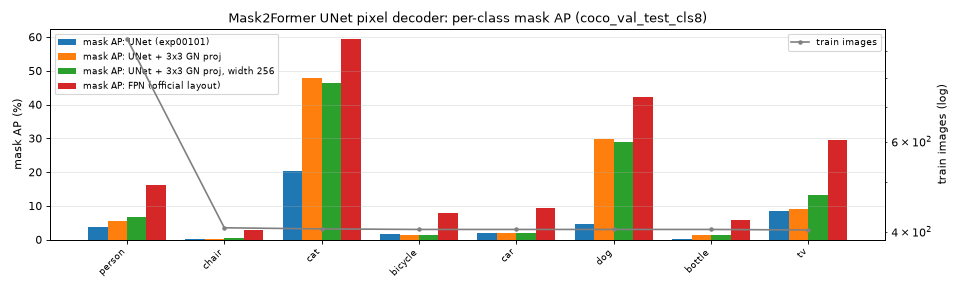 Mask2Former UNet pixel decoder: per-class mask AP (coco_val_test_cls8)
mask AP: UNet (exp00101)
mask AP: UNet + 3x3 GN proj
mask AP: UNet + 3x3 GN proj, width 256
mask AP: FPN (official layout)
train images
mask AP (%)
60
50
40
30
20
10
0
train images (log)
6 × 10²
4 × 10²
person
chair
cat
bicycle
car
dog
bottle
tv